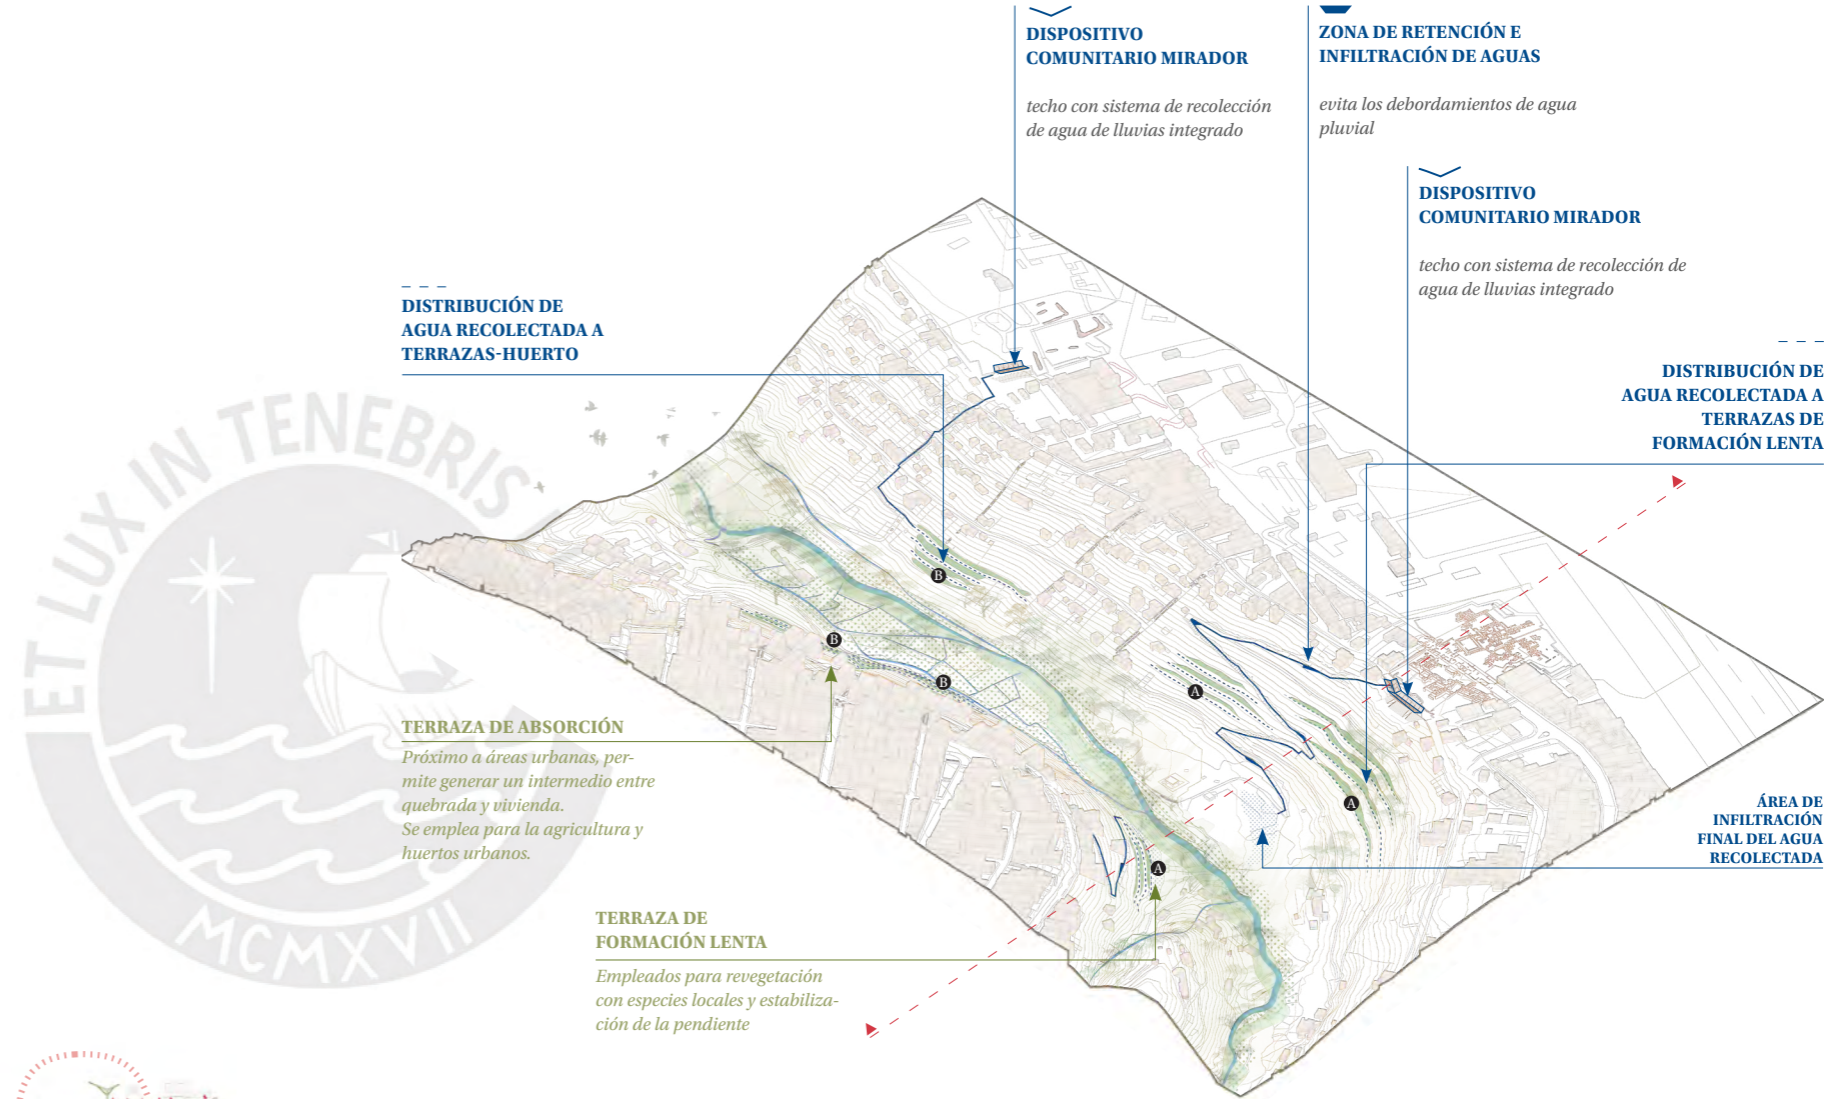 DISPOSITIVO
COMUNITARIO MIRADOR
techo con sistema de recolección
de agua de lluvias integrado
ZONA DE RETENCIÓN E
INFILTRACIÓN DE AGUAS
evita los debordamientos de agua
pluvial
DISPOSITIVO
COMUNITARIO MIRADOR
techo con sistema de recolección de
agua de lluvias integrado
DISTRIBUCIÓN DE
AGUA RECOLECTADA A
TERRAZAS-HUERTO
DISTRIBUCIÓN DE
AGUA RECOLECTADA A
TERRAZAS DE
FORMACIÓN LENTA
ET LUX IN TENEBRIS
MCMXVII
B
B
B
A
A
A
TERRAZA DE ABSORCIÓN
Próximo a áreas urbanas, per-
mite generar un intermedio entre
quebrada y vivienda.
Se emplea para la agricultura y
huertos urbanos.
ÁREA DE
INFILTRACIÓN
FINAL DEL AGUA
RECOLECTADA
TERRAZA DE
FORMACIÓN LENTA
Empleados para revegetación
con especies locales y estabiliza-
ción de la pendiente